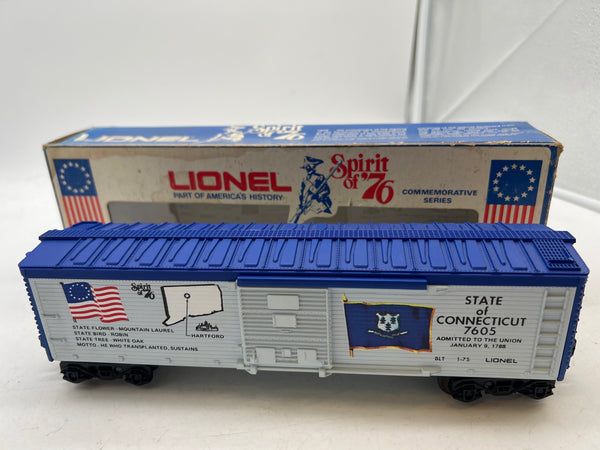 LIONEL
PART OF AMERICA'S HISTORY
Spirit
of '76
COMMEMORATIVE
SERIES
Spirit
of '76
STATE FLOWER - MOUNTAIN LAUREL
STATE BIRD - ROBIN
STATE TREE - WHITE OAK
MOTTO - HE WHO TRANSPLANTED, SUSTAINS
HARTFORD
STATE
of
CONNECTICUT
7605
ADMITTED TO THE UNION
JANUARY 9, 1788
BLT 1-75 LIONEL